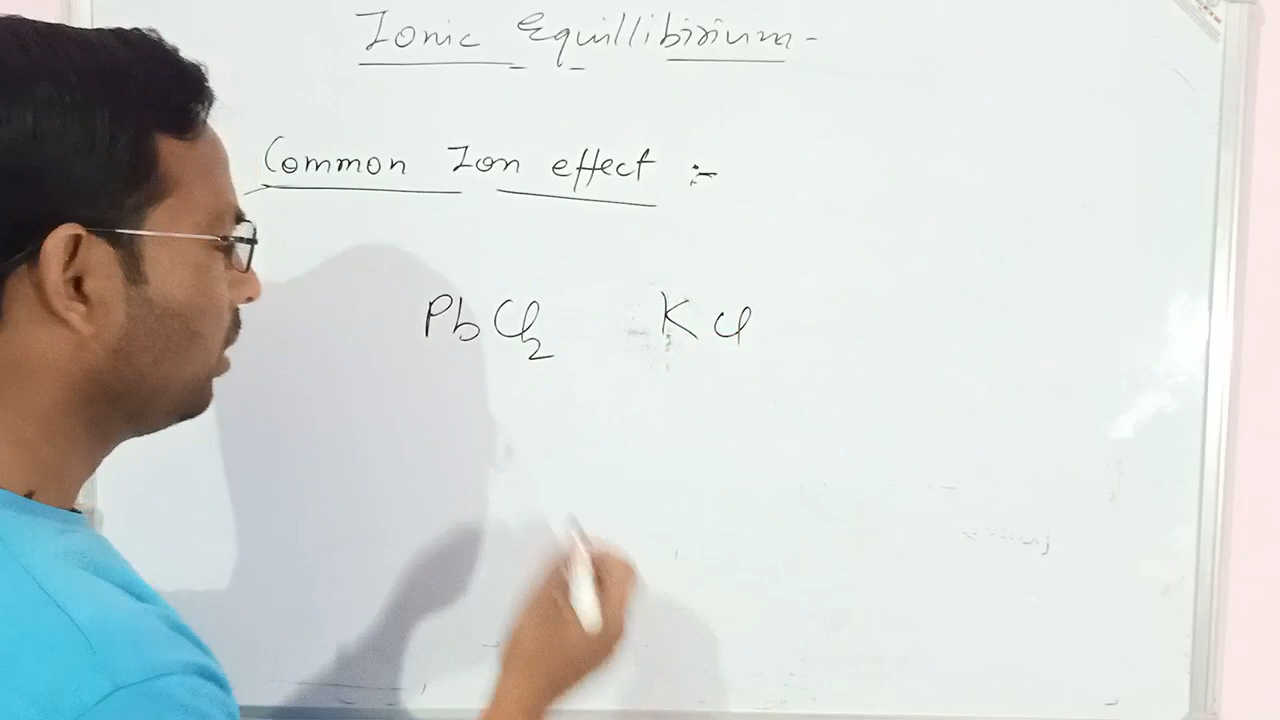 Ionic Equillibirium -
Common Ion effect :-
PbCl2 KCl